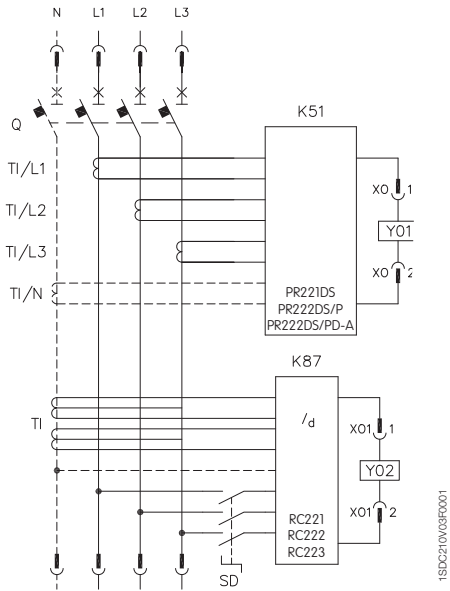 N L1 L2 L3
Q
K51
TI/L1
X0 1
TI/L2
Y01
TI/L3
X0 2
TI/N
PR221DS
PR222DS/P
PR222DS/PD-A
K87
TI
/d
X01 1
Y02
X01 2
RC221
RC222
RC223
SD
1SDC210V03F0001